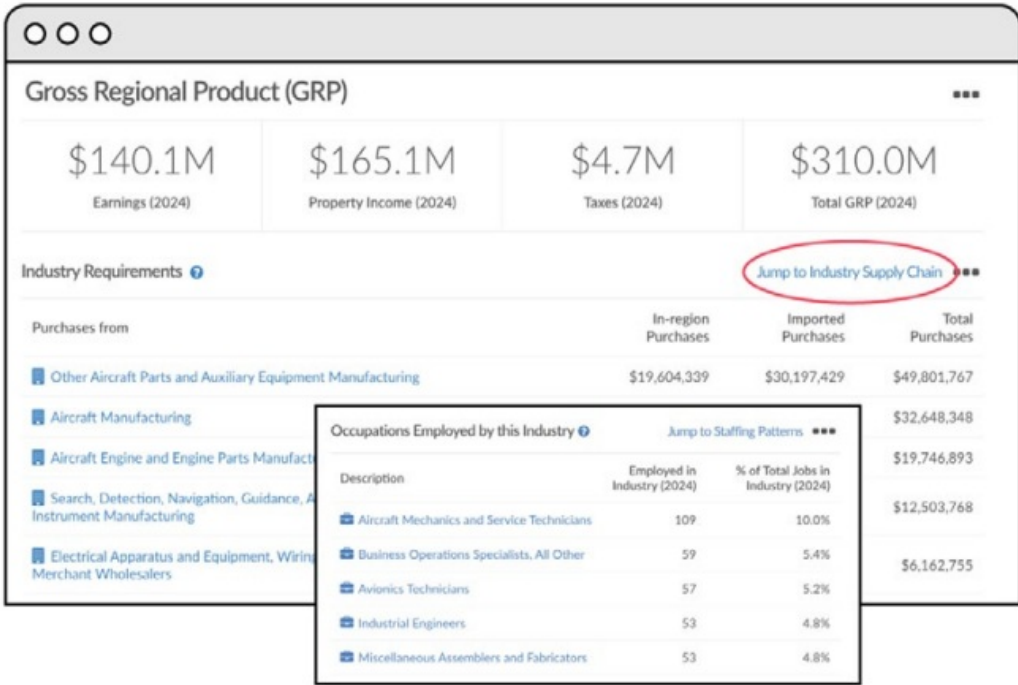 Gross Regional Product (GRP)
$140.1M
Earnings (2024)
$165.1M
Property Income (2024)
$4.7M
Taxes (2024)
$310.0M
Total GRP (2024)
Industry Requirements
Jump to Industry Supply Chain
Purchases from
In-region
Purchases
Imported
Purchases
Total
Purchases
Other Aircraft Parts and Auxiliary Equipment Manufacturing $19,604,339 $30,197,429 $49,801,767
Aircraft Manufacturing $32,648,348
Aircraft Engine and Engine Parts $19,746,893
Search, Detection, Navigation, Guidance,
Instrument Manufacturing
$12,503,768
Electrical Apparatus and Equipment,
Merchant Wholesalers
$6,162,755
Occupations Employed by this Industry
Jump to Staffing Patterns
Description
Employed in
Industry (2024)
% of Total Jobs in
Industry (2024)
Aircraft Mechanics and Service Technicians 109 10.0%
Business Operations Specialists, All Other 59 5.4%
Avionics Technicians 57 5.2%
Industrial Engineers 53 4.8%
Miscellaneous Assemblers and Fabricators 53 4.8%